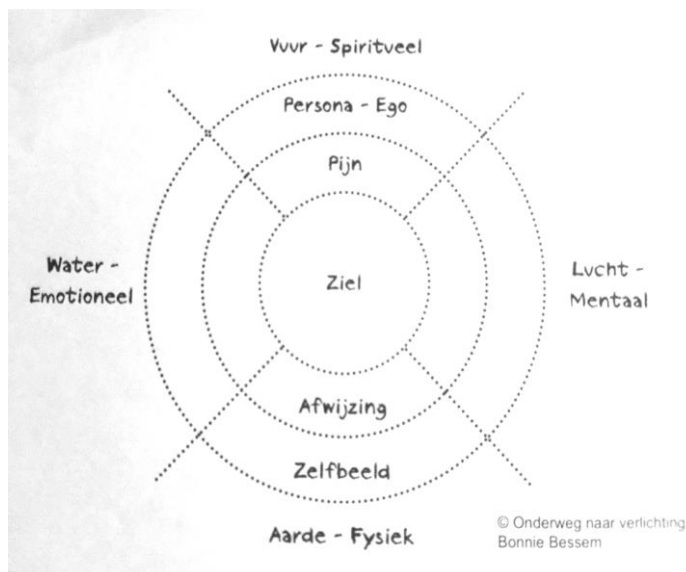 Vuur - Spiritueel
Persona - Ego
Pijn
Water -
Emotioneel
Ziel
Lucht -
Mentaal
Afwijzing
Zelfbeeld
Aarde - Fysiek
© Onderweg naar verlichting
Bonnie Bessem